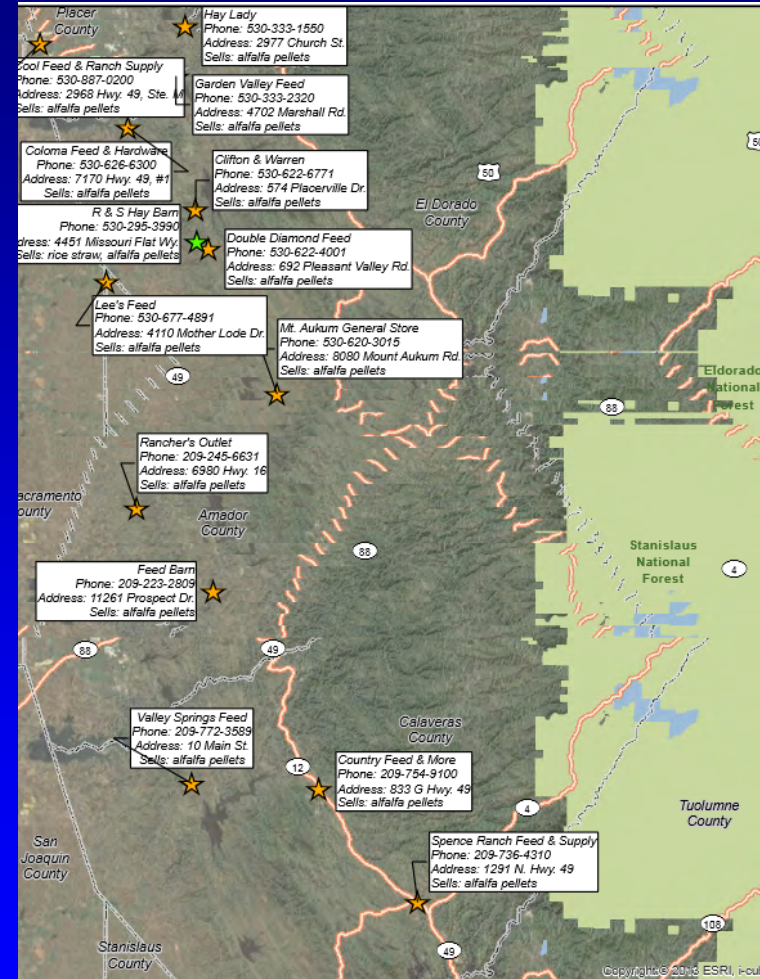 Placer
County
Hay Lady
Phone: 530-333-1550
Address: 2977 Church St.
Sells: alfalfa pellets
Cool Feed & Ranch Supply
Phone: 530-887-0200
Address: 2968 Hwy. 49, Ste. M
Sells: alfalfa pellets
Garden Valley Feed
Phone: 530-333-2320
Address: 4702 Marshall Rd.
Sells: alfalfa pellets
Coloma Feed & Hardware
Phone: 530-626-6300
Address: 7170 Hwy. 49, #1
Sells: alfalfa pellets
Clifton & Warren
Phone: 530-622-6771
Address: 574 Placerville Dr.
Sells: alfalfa pellets
50
50
El Dorado
County
R & S Hay Barn
Phone: 530-295-3990
dress: 4451 Missouri Flat Wy.
Sells: rice straw, alfalfa pellets
Double Diamond Feed
Phone: 530-622-4001
Address: 692 Pleasant Valley Rd.
Sells: alfalfa pellets
Lee's Feed
Phone: 530-677-4891
Address: 4110 Mother Lode Dr.
Sells: alfalfa pellets
Mt. Aukum General Store
Phone: 530-620-3015
Address: 8080 Mount Aukum Rd.
Sells: alfalfa pellets
49
Eldorado
National
Forest
88
Rancher's Outlet
Phone: 209-245-6631
Address: 6980 Hwy. 16
Sells: alfalfa pellets
acramento
ounty
Amador
County
88
Stanislaus
National
Forest
4
Feed Barn
Phone: 209-223-2809
Address: 11261 Prospect Dr.
Sells: alfalfa pellets
88
49
Valley Springs Feed
Phone: 209-772-3589
Address: 10 Main St.
Sells: alfalfa pellets
Calaveras
County
12
Country Feed & More
Phone: 209-754-9100
Address: 833 G Hwy. 49
Sells: alfalfa pellets
4
Tuolumne
County
San
Joaquin
County
Spence Ranch Feed & Supply
Phone: 209-736-4310
Address: 1291 N. Hwy. 49
Sells: alfalfa pellets
108
49
Stanislaus
County
Copyright:© 2013 ESRI, i-cu